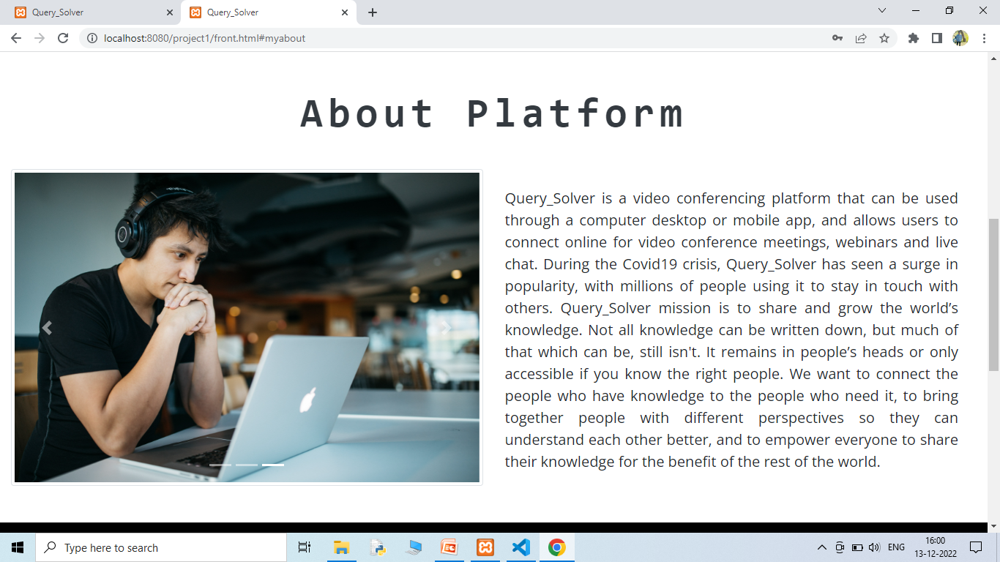 Query_Solver
Query_Solver
localhost:8080/project1/front.html#myabout
About Platform
Query_Solver is a video conferencing platform that can be used
through a computer desktop or mobile app, and allows users to
connect online for video conference meetings, webinars and live
chat. During the Covid19 crisis, Query_Solver has seen a surge in
popularity, with millions of people using it to stay in touch with
others. Query_Solver mission is to share and grow the world’s
knowledge. Not all knowledge can be written down, but much of
that which can be, still isn't. It remains in people’s heads or only
accessible if you know the right people. We want to connect the
people who have knowledge to the people who need it, to bring
together people with different perspectives so they can
understand each other better, and to empower everyone to share
their knowledge for the benefit of the rest of the world.
Type here to search
ENG
16:00
13-12-2022